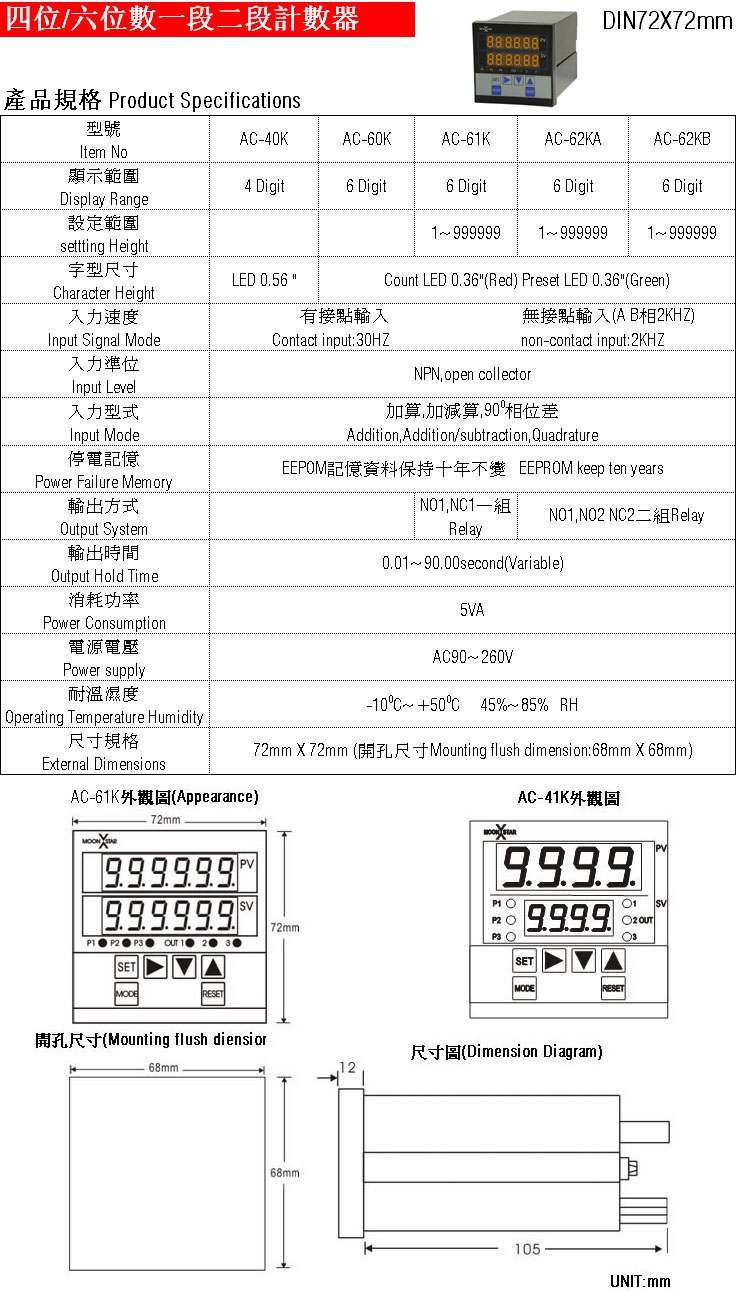 四位/六位數一段二段計數器
DIN72X72mm
產品規格 Product Specifications
型號
Item No
AC-40K AC-60K AC-61K AC-62KA AC-62KB
顯示範圍
Display Range
4 Digit 6 Digit 6 Digit 6 Digit 6 Digit
設定範圍
settting Height
1~999999 1~999999 1~999999
字型尺寸
Character Height
LED 0.56 " Count LED 0.36"(Red) Preset LED 0.36"(Green)
入力速度
Input Signal Mode
有接點輸入 無接點輸入(A B相2KHZ)
Contact input:30HZ non-contact input:2KHZ
入力準位
Input Level
NPN,open collector
入力型式
Input Mode
加算,加減算,90⁰相位差
Addition,Addition/subtraction,Quadrature
停電記憶
Power Failure Memory
EEPOM記憶資料保持十年不變 EEPROM keep ten years
輸出方式
Output System
NO1,NC1一組
Relay
NO1,NO2 NC2二組Relay
輸出時間
Output Hold Time
0.01~90.00second(Variable)
消耗功率
Power Consumption
5VA
電源電壓
Power supply
AC90~260V
耐溫濕度
Operating Temperature Humidity
-10⁰C~+50⁰C 45%~85% RH
尺寸規格
External Dimensions
72mm X 72mm (開孔尺寸Mounting flush dimension:68mm X 68mm)
AC-61K外觀圖(Appearance)
AC-41K外觀圖
72mm
MOON STAR
9.9.9.9.9.9. PV
9.9.9.9.9.9. SV
P1 P2 P3 OUT 1 2 3
SET
MODE RESET
72mm
MOON STAR
9.9.9.9. PV
P1 1 SV
P2 9.9.9.9. 2 OUT
P3 3
SET
MODE RESET
開孔尺寸(Mounting flush diension
尺寸圖(Dimension Diagram)
68mm
68mm
12
105
UNIT:mm